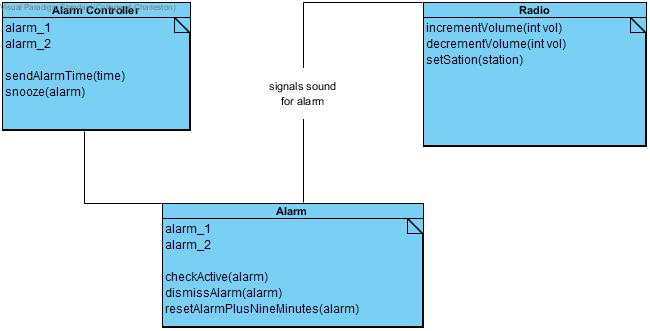 Visual Paradigm
Charleston)
Alarm Controller
alarm_1
alarm_2
sendAlarmTime(time)
snooze(alarm)
signals sound
for alarm
Radio
incrementVolume(int vol)
decrementVolume(int vol)
setSation(station)
Alarm
alarm_1
alarm_2
checkActive(alarm)
dismissAlarm(alarm)
resetAlarmPlusNineMinutes(alarm)